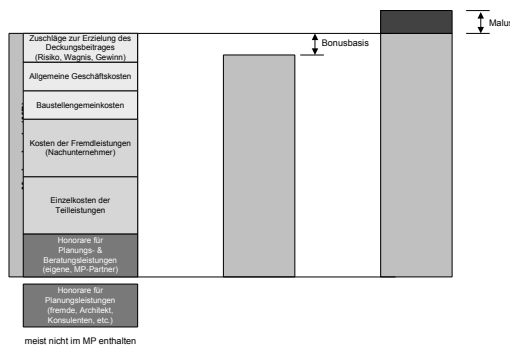 Malus
Zuschläge zur Erzielung des
Deckungsbeitrages
(Risiko, Wagnis, Gewinn)
Bonusbasis
Allgemeine Geschäftskosten
Baustellengemeinkosten
Kosten der Fremdleistungen
(Nachunternehmer)
Einzelkosten der
Teilleistungen
Honorare für
Planungs- &
Beratungsleistungen
(eigene, MP-Partner)
Honorare für
Planungsleistungen
(fremde, Architekt,
Konsulenten, etc.)
meist nicht im MP enthalten